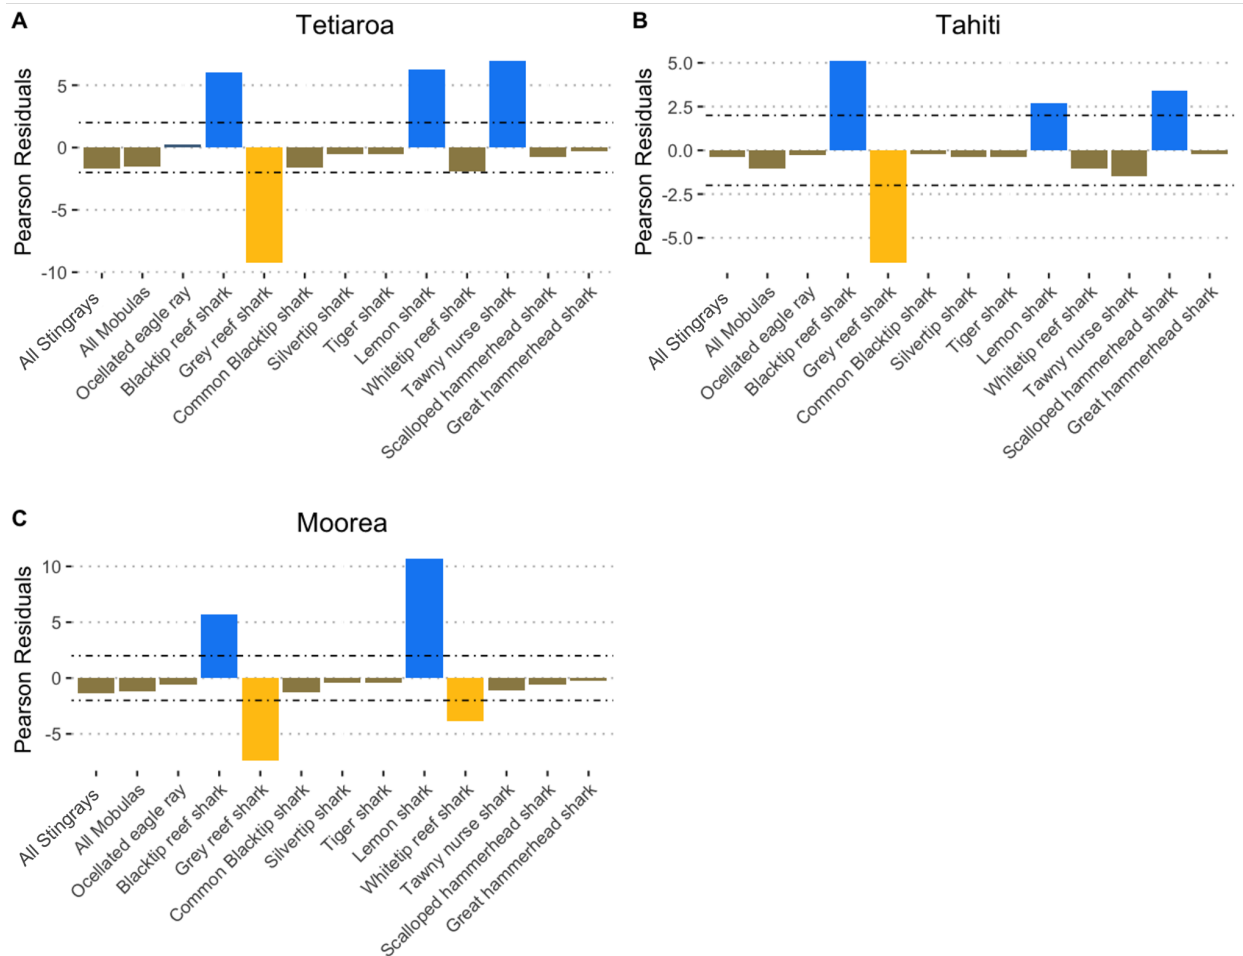 A
Tetiaroa
Pearson Residuals
5
0
-5
-10
All Stingrays
All Mobulas
Ocellated eagle ray
Blacktip reef shark
Grey reef shark
Common Blacktip shark
Silvertip shark
Tiger shark
Lemon shark
Whitetip reef shark
Tawny nurse shark
Scalloped hammerhead shark
Great hammerhead shark
B
Tahiti
Pearson Residuals
5.0
2.5
0.0
-2.5
-5.0
All Stingrays
All Mobulas
Ocellated eagle ray
Blacktip reef shark
Grey reef shark
Common Blacktip shark
Silvertip shark
Tiger shark
Lemon shark
Whitetip reef shark
Tawny nurse shark
Scalloped hammerhead shark
Great hammerhead shark
C
Moorea
Pearson Residuals
10
5
0
-5
All Stingrays
All Mobulas
Ocellated eagle ray
Blacktip reef shark
Grey reef shark
Common Blacktip shark
Silvertip shark
Tiger shark
Lemon shark
Whitetip reef shark
Tawny nurse shark
Scalloped hammerhead shark
Great hammerhead shark